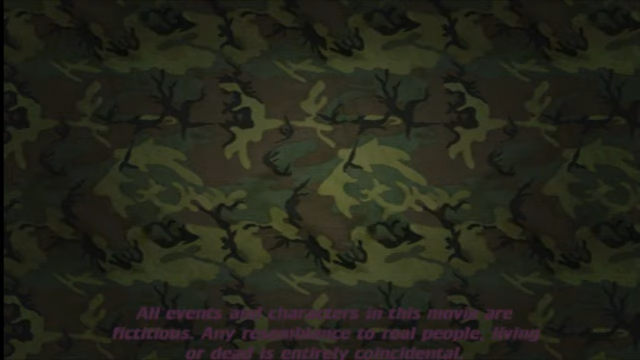 All events and characters in this movie are
fictitious. Any resemblance to real people, living
or dead is entirely coincidental